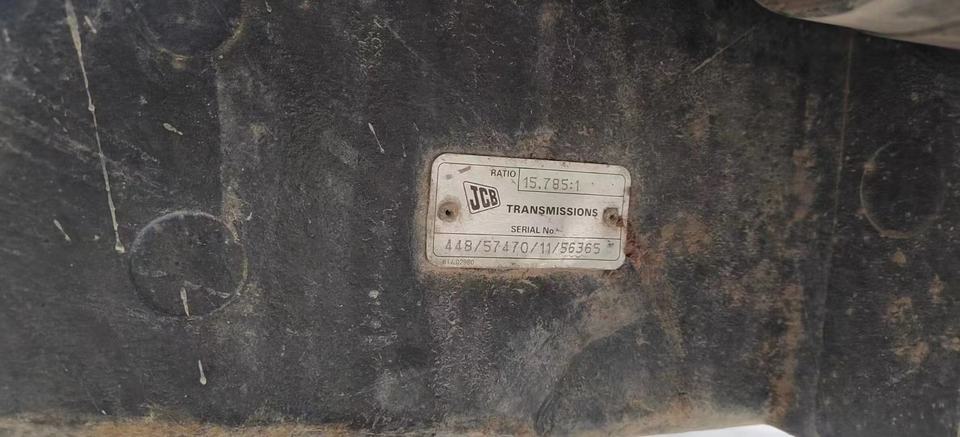 RATIO 15.785:1
JCB
TRANSMISSIONS
SERIAL No.
448/57470/11/56365